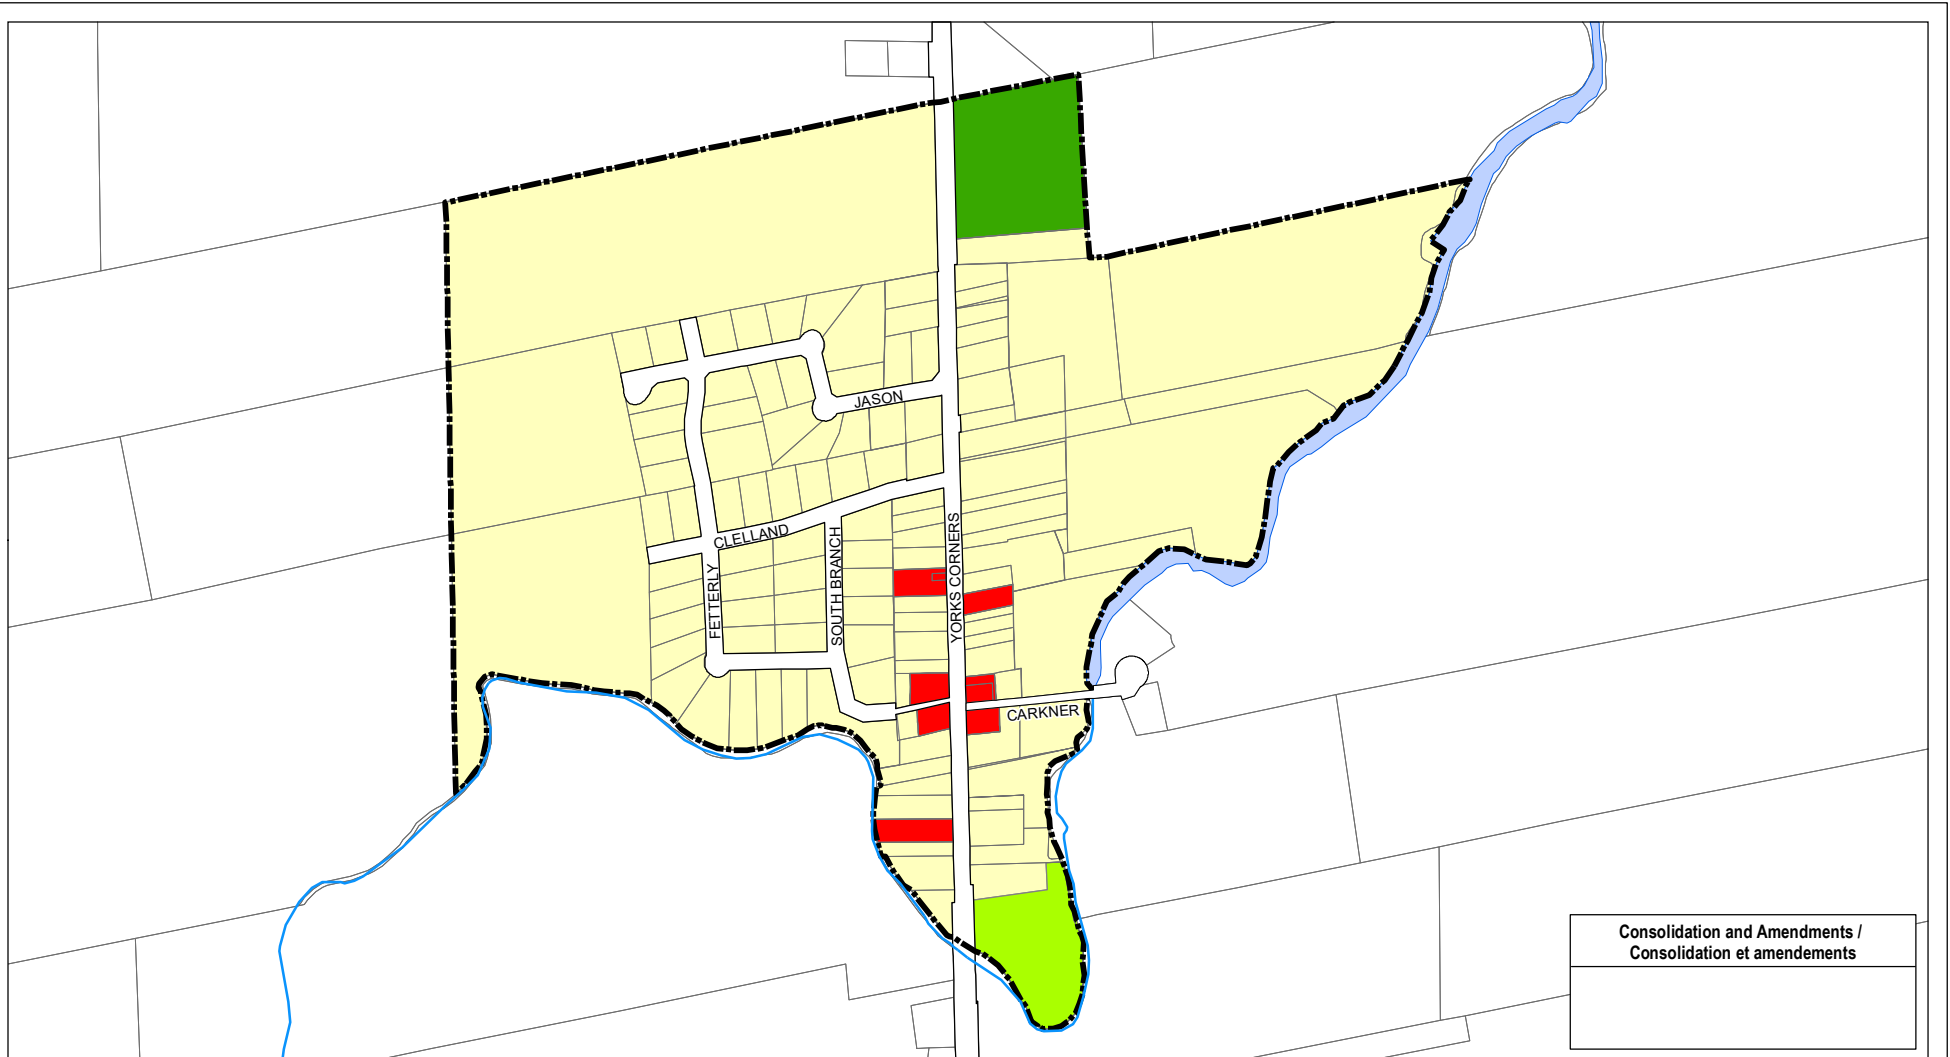 JASON
CLELLAND
FETTERLY
SOUTH BRANCH
YORKS CORNERS
CARKNER
Consolidation and Amendments /
Consolidation et amendements